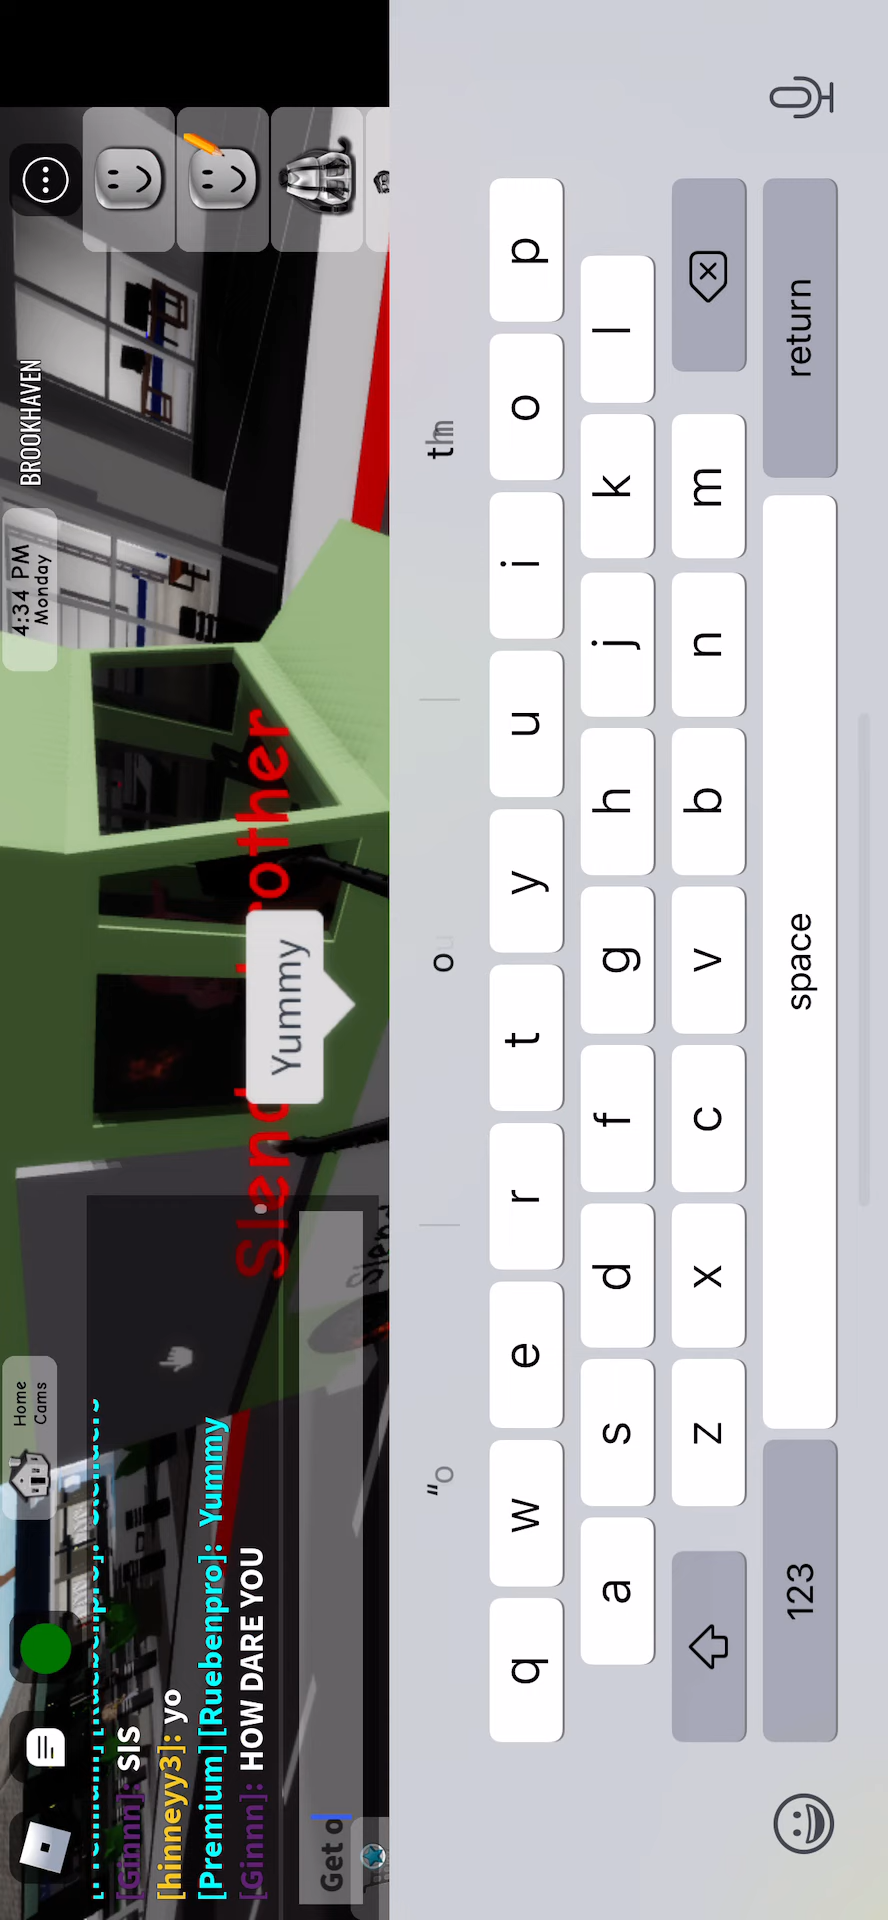 BROOKHAVEN
4:34 PM
Monday
Home
Cams
Yummy
[Ginnn]: SIS
[hinneyy3]: yo
[Premium] [Ruebenpro]: Yummy
[Ginnn]: HOW DARE YOU
Get o
"o
q w e r t y u i o p
a s d f g h j k l
z x c v b n m
123 space return